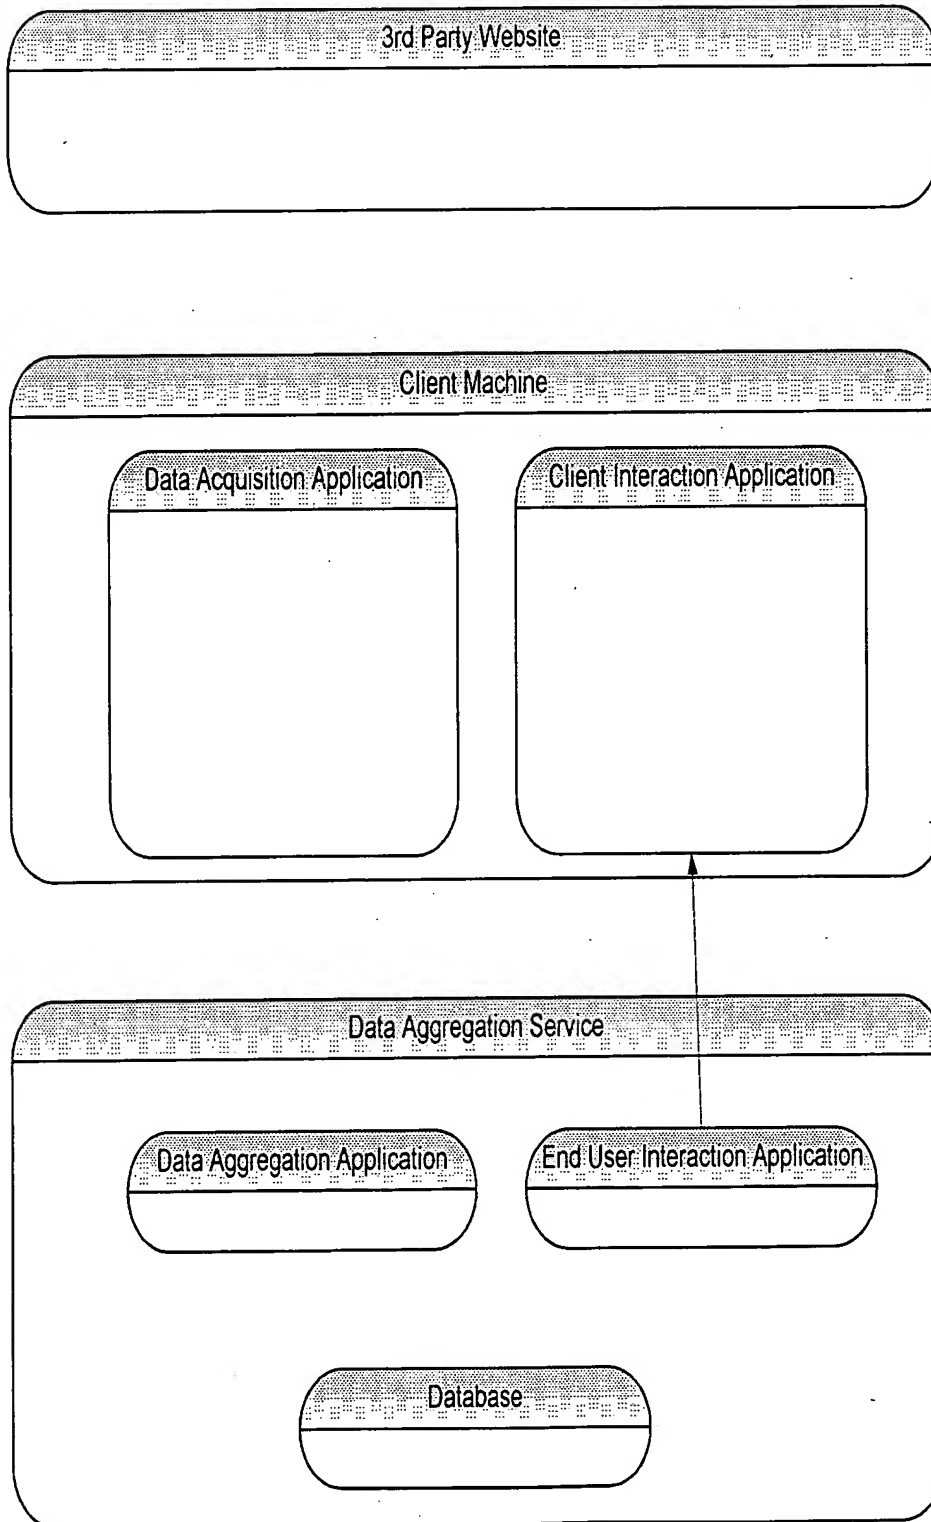 3rd Party Website
Client Machine
Data Acquisition Application
Client Interaction Application
Data Aggregation Service
Data Aggregation Application
End User Interaction Application
Database